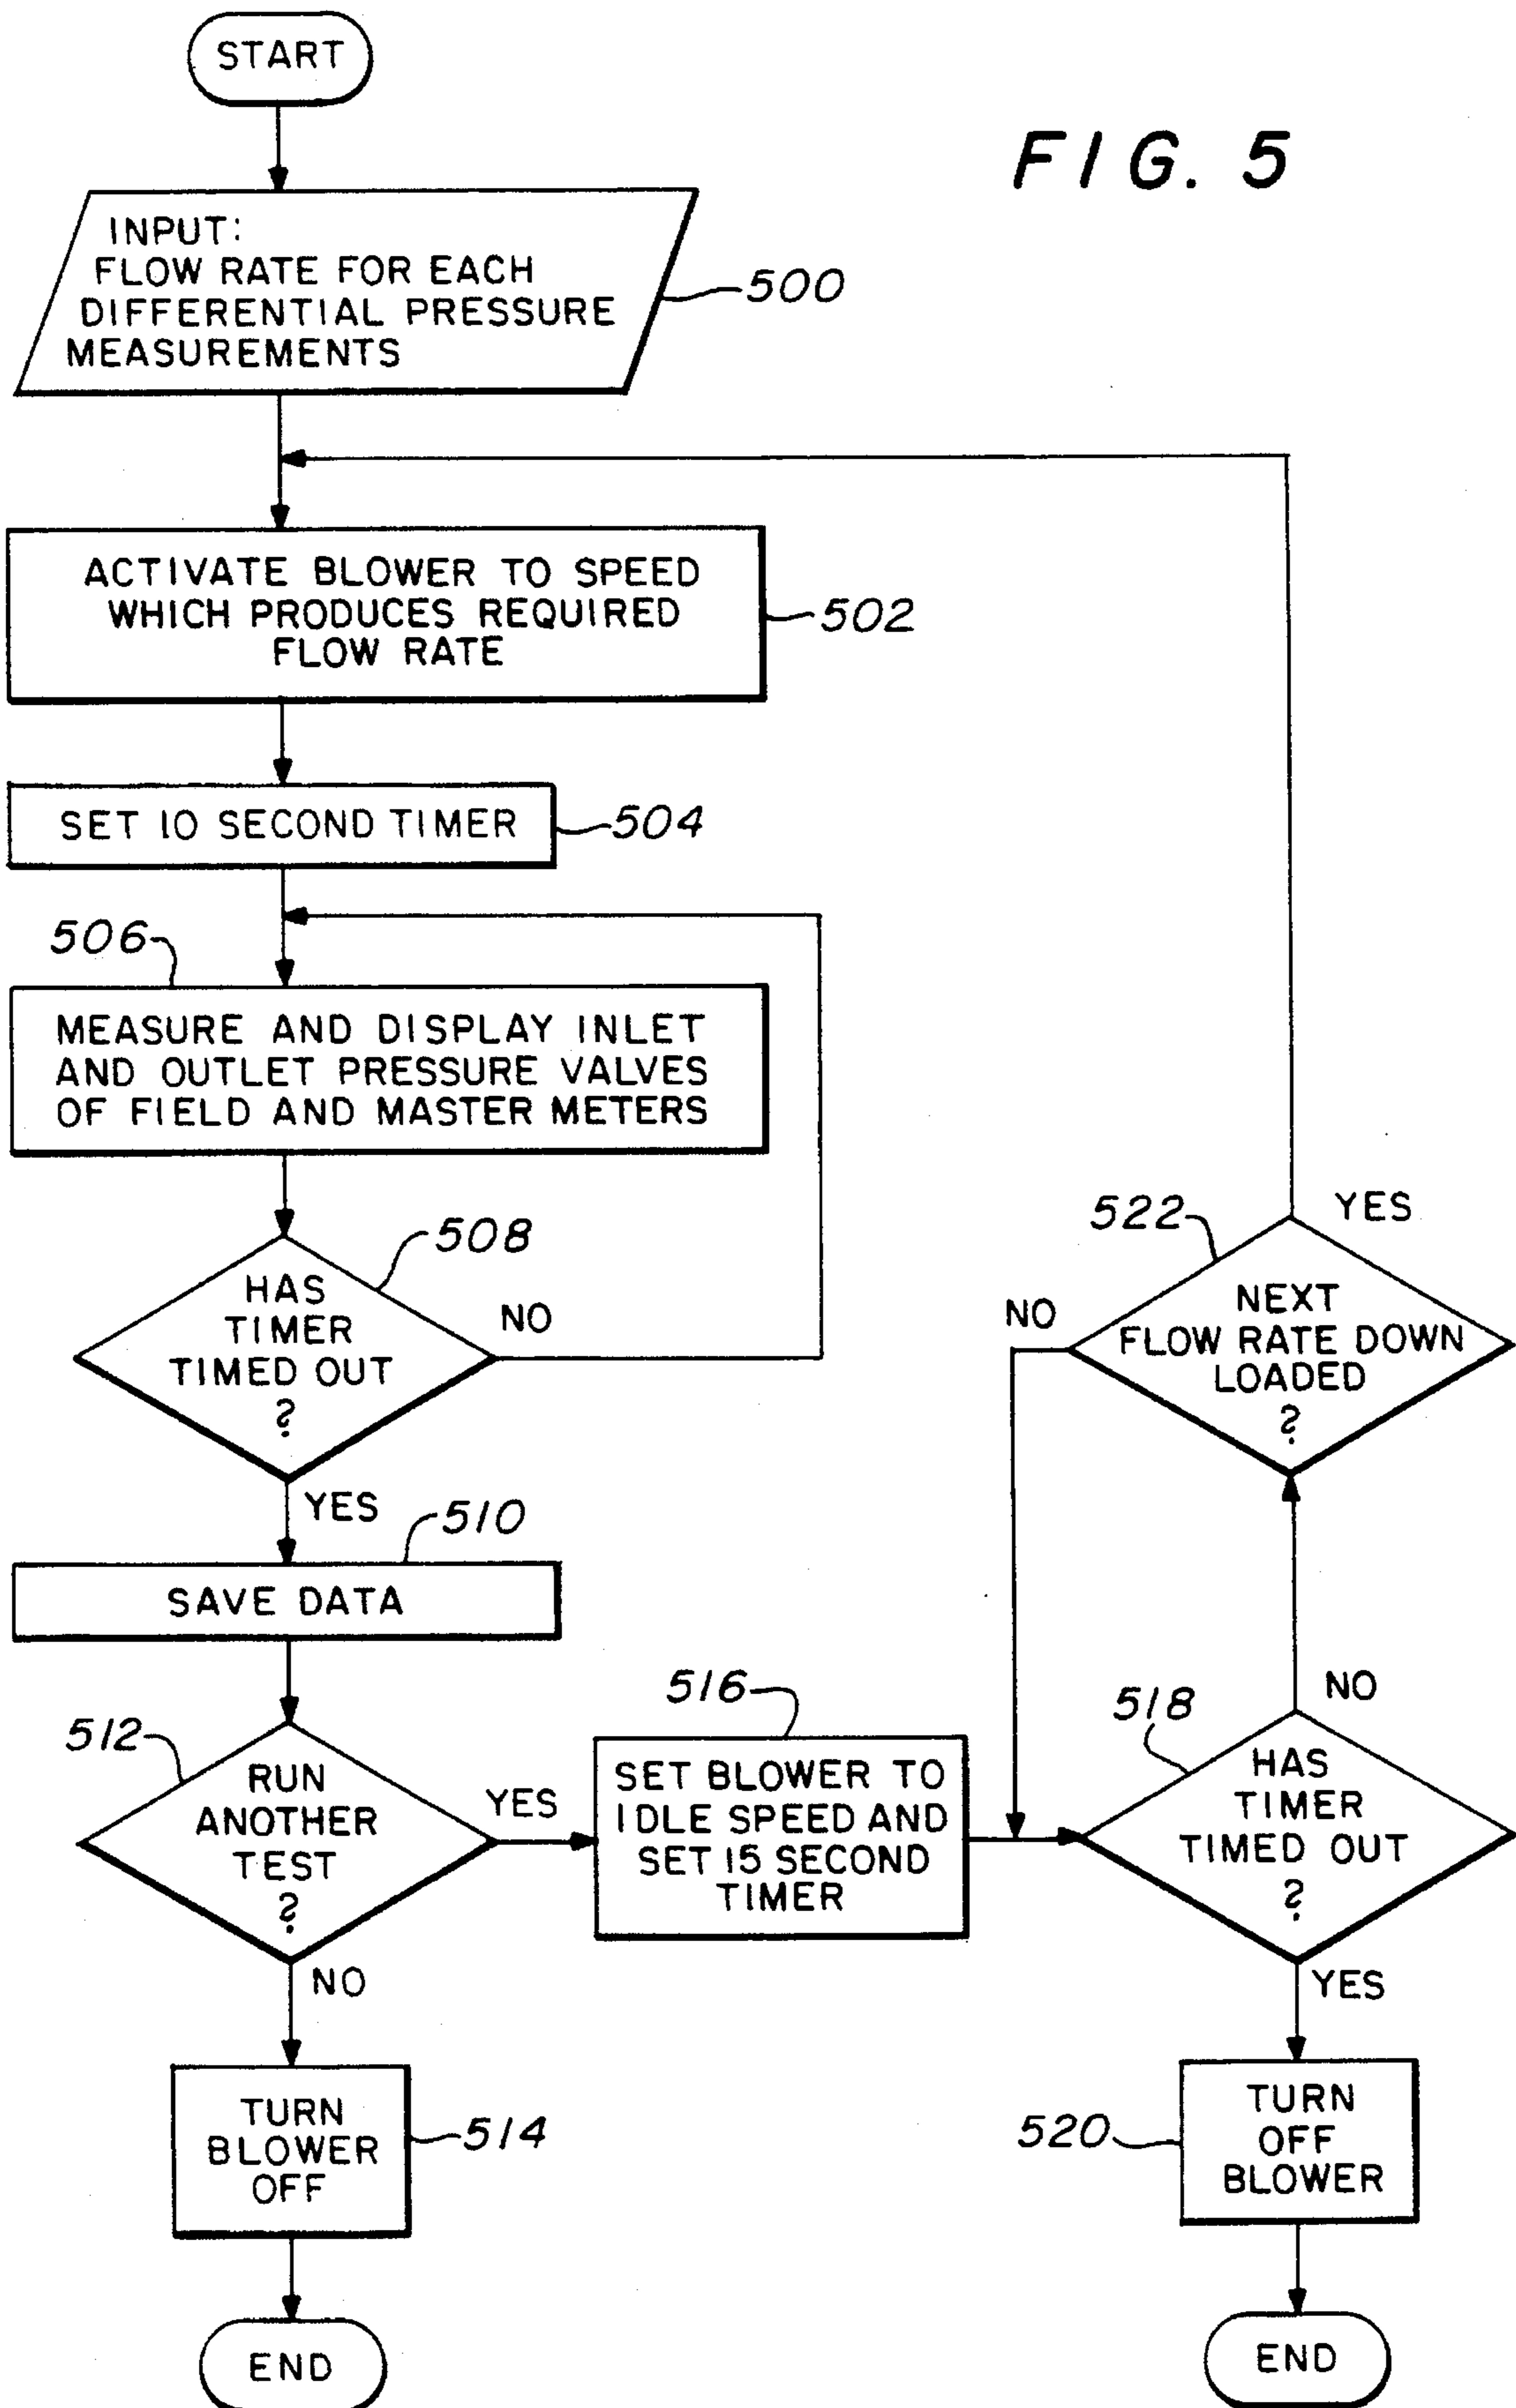 START
FIG. 5
INPUT:
FLOW RATE FOR EACH
DIFFERENTIAL PRESSURE
MEASUREMENTS
500
ACTIVATE BLOWER TO SPEED
WHICH PRODUCES REQUIRED
FLOW RATE
502
SET 10 SECOND TIMER
504
506
MEASURE AND DISPLAY INLET
AND OUTLET PRESSURE VALVES
OF FIELD AND MASTER METERS
508
HAS
TIMER
TIMED OUT
?
NO
YES
510
SAVE DATA
512
RUN
ANOTHER
TEST
?
YES
NO
514
TURN
BLOWER
OFF
END
516
SET BLOWER TO
IDLE SPEED AND
SET 15 SECOND
TIMER
518
HAS
TIMER
TIMED OUT
?
NO
YES
522
NEXT
FLOW RATE DOWN
LOADED
?
YES
NO
520
TURN
OFF
BLOWER
END